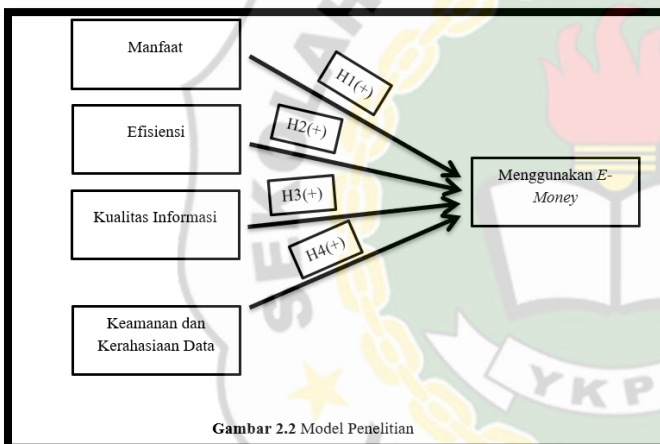 Manfaat
H1(+)
Efisiensi
H2(+)
Menggunakan E-
Money
Kualitas Informasi
H3(+)
H4(+)
Keamanan dan
Kerahasiaan Data
Gambar 2.2 Model Penelitian
SEKOLAH
YKP